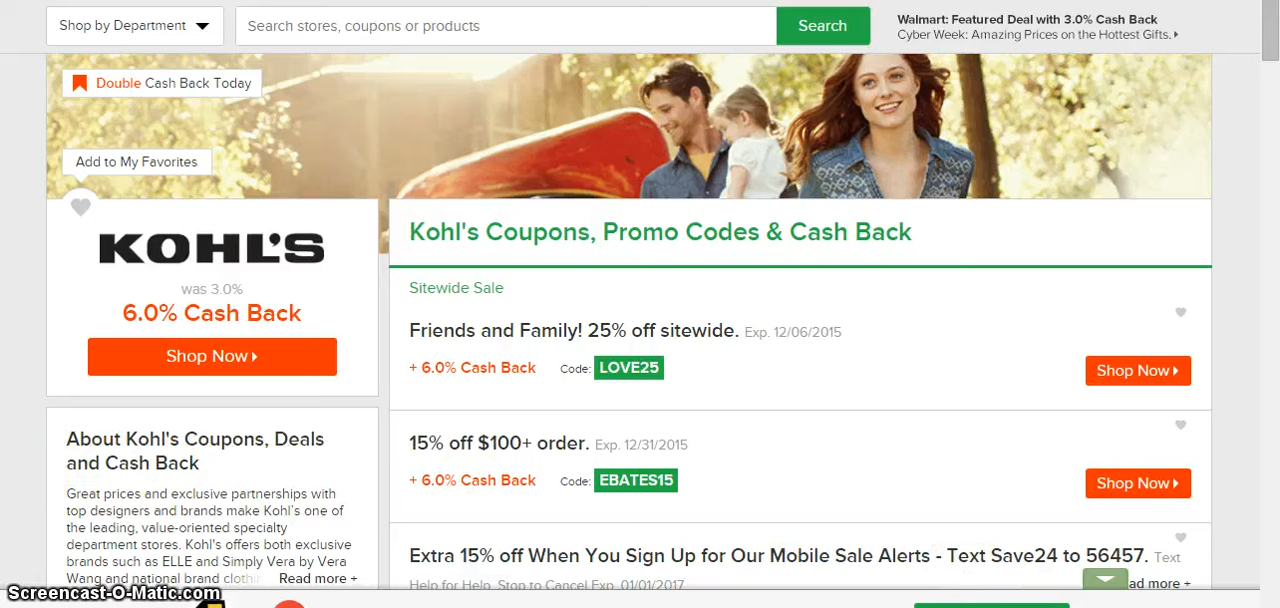 Shop by Department
Search stores, coupons or products
Search
Walmart: Featured Deal with 3.0% Cash Back
Cyber Week: Amazing Prices on the Hottest Gifts.
Double Cash Back Today
Add to My Favorites
KOHL'S
was 3.0%
6.0% Cash Back
Shop Now
About Kohl's Coupons, Deals
and Cash Back
Great prices and exclusive partnerships with
top designers and brands make Kohl's one of
the leading, value-oriented specialty
department stores. Kohl's offers both exclusive
brands such as ELLE and Simply Vera by Vera
Wang and national brand Read more +
Kohl's Coupons, Promo Codes & Cash Back
Sitewide Sale
Friends and Family! 25% off sitewide. Exp. 12/06/2015
+ 6.0% Cash Back Code: LOVE25
Shop Now
15% off $100+ order. Exp. 12/31/2015
+ 6.0% Cash Back Code: EBATES15
Shop Now
Extra 15% off When You Sign Up for Our Mobile Sale Alerts - Text Save24 to 56457. Text
Help for Help, Stop to Cancel Exp. 01/01/2017
ad more +
Screencast-O-Matic.com